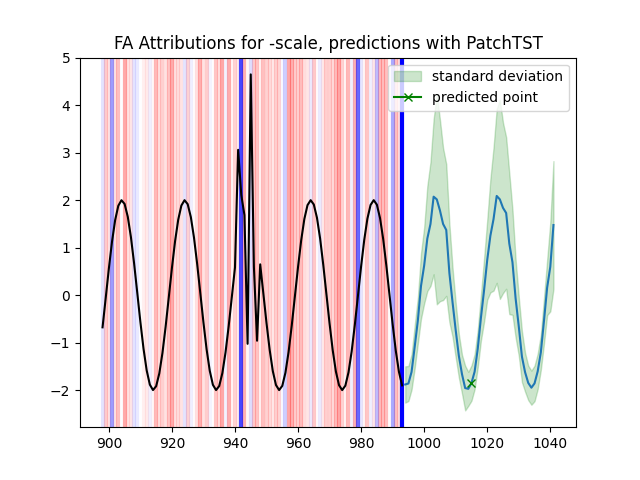 FA Attributions for -scale, predictions with PatchTST
standard deviation
predicted point
5
4
3
2
1
0
−1
−2
900 920 940 960 980 1000 1020 1040